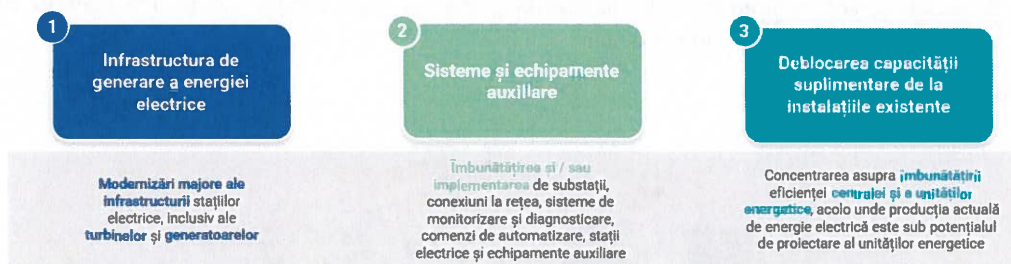 1
Infrastructura de
generare a energiei
electrice
Modernizări majore ale
infrastructurii stațiilor
electrice, inclusiv ale
turbinelor și generatoarelor
2
Sisteme și echipamente
auxiliare
Îmbunătățirea și / sau
implementarea de substații,
conexiuni la rețea, sisteme de
monitorizare și diagnosticare,
comenzi de automatizare, stații
electrice și echipamente auxiliare
3
Deblocarea capacității
suplimentare de la
instalațiile existente
Concentrarea asupra îmbunătățirii
eficienței centralei și a unităților
energetice, acolo unde producția actuală
de energie electrică este sub potențialul
de proiectare al unităților energetice